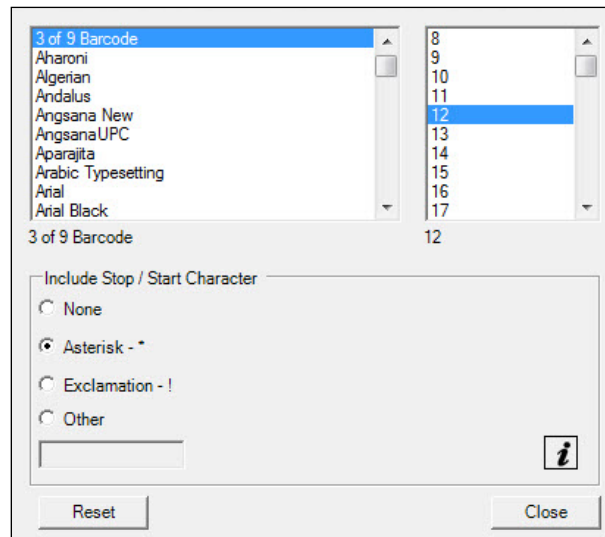 3 of 9 Barcode
Aharoni
Algerian
Andalus
Angsana New
AngsanaUPC
Aparajita
Arabic Typesetting
Arial
Arial Black
3 of 9 Barcode
8
9
10
11
12
13
14
15
16
17
12
Include Stop / Start Character
None
Asterisk - *
Exclamation - !
Other
i
Reset
Close